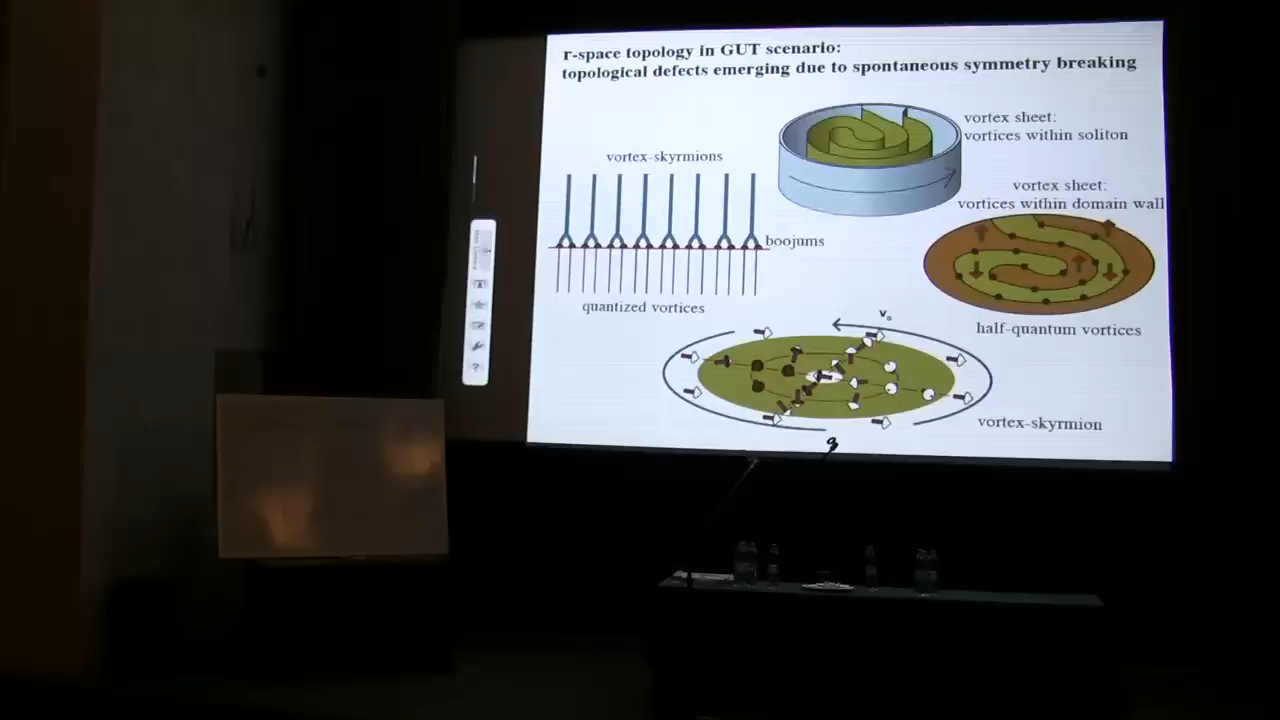 r-space topology in GUT scenario:
topological defects emerging due to spontaneous symmetry breaking
vortex sheet:
vortices within soliton
vortex-skyrmions
vortex sheet:
vortices within domain wall
boojums
quantized vortices
vs
half-quantum vortices
vortex-skyrmion
?